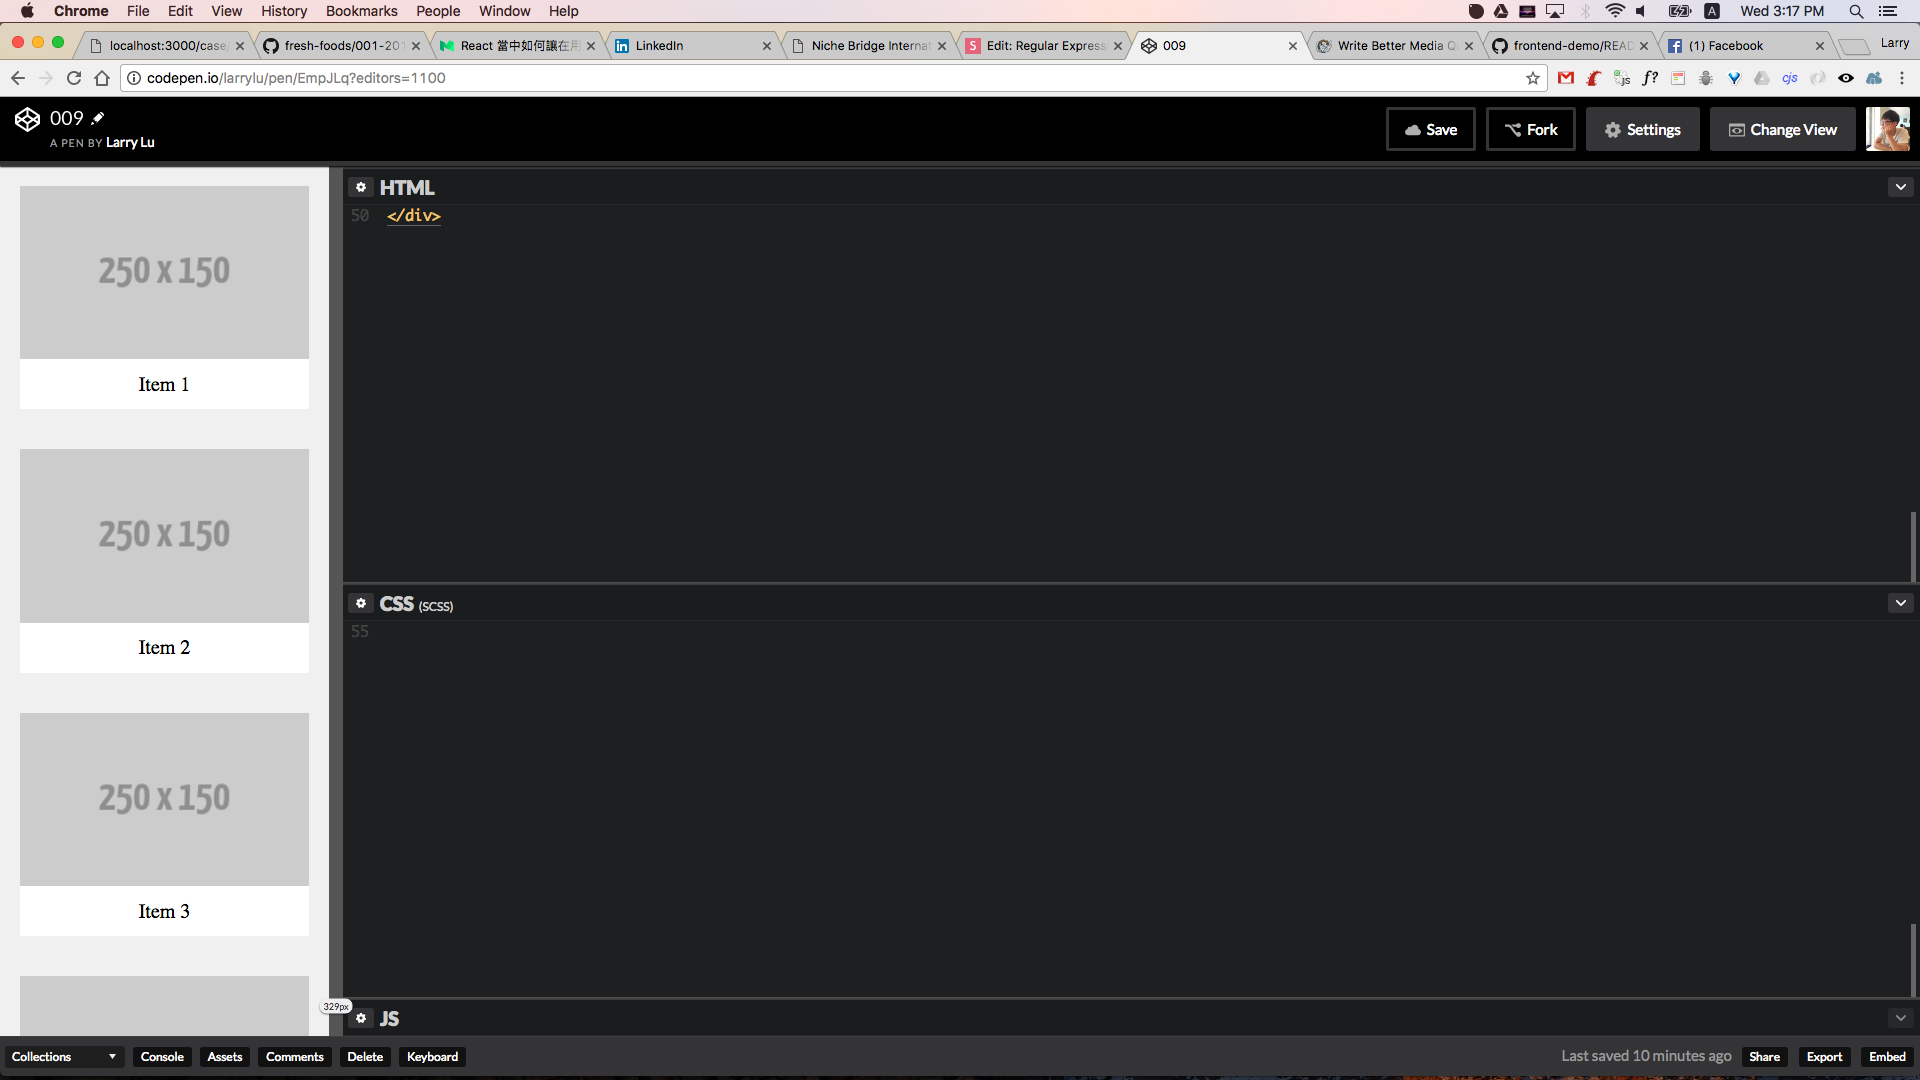 Chrome File Edit View History Bookmarks People Window Help Wed 3:17 PM
localhost:3000/case fresh-foods/001-201 React 當中如何讓在用 LinkedIn Niche Bridge Internat Edit: Regular Express 009 Write Better Media Q frontend-demo/READ (1) Facebook Larry
codepen.io/larrylu/pen/EmpJLq?editors=1100
009
A PEN BY Larry Lu
Save Fork Settings Change View
HTML
50 </div>
250 x 150
Item 1
250 x 150
Item 2
CSS (SCSS)
55
250 x 150
Item 3
329px
JS
Collections Console Assets Comments Delete Keyboard Last saved 10 minutes ago Share Export Embed